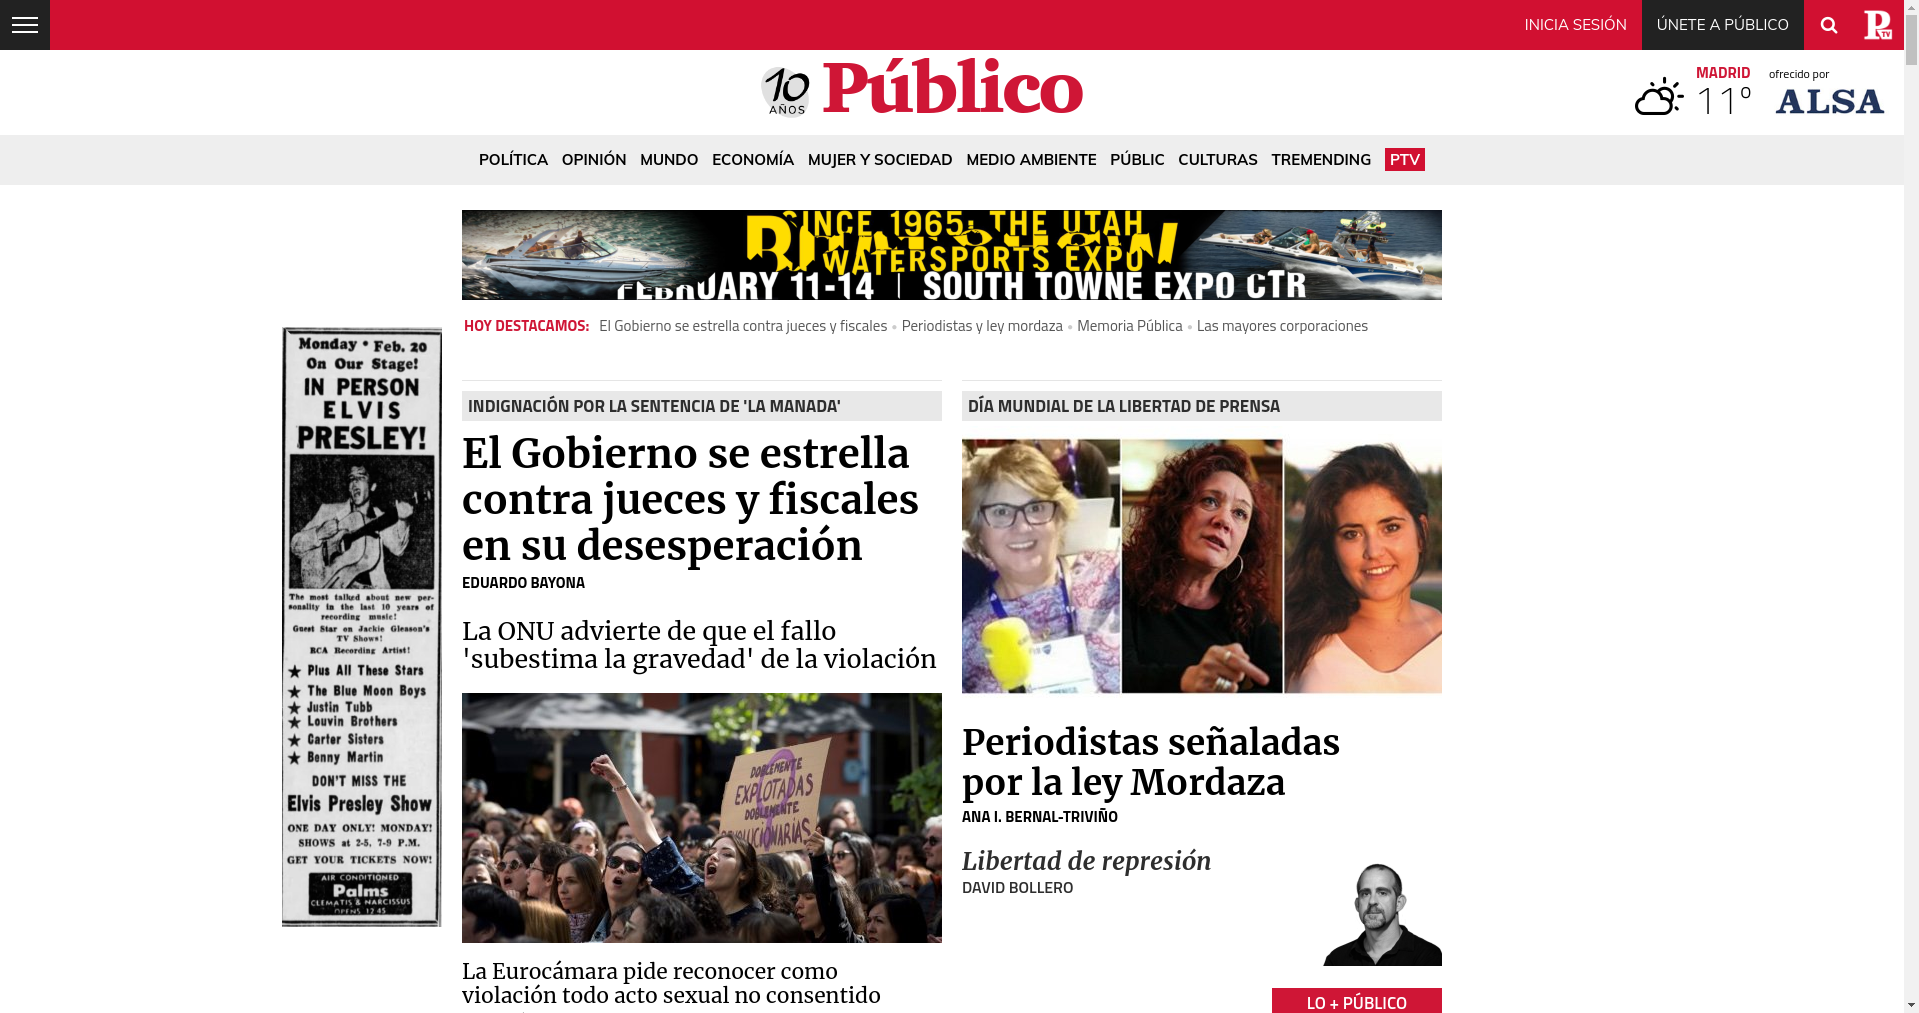 INICIA SESIÓN
ÚNETE A PÚBLICO
P TV
10
AÑOS
Público
MADRID
11º
ofrecido por
ALSA
POLÍTICA OPINIÓN MUNDO ECONOMÍA MUJER Y SOCIEDAD MEDIO AMBIENTE PÚBLIC CULTURAS TREMENDING PTV
SINCE 1965: THE UTAH
WATERSPORTS EXPO
FEBRUARY 11-14 | SOUTH TOWNE EXPO CTR
HOY DESTACAMOS: El Gobierno se estrella contra jueces y fiscales • Periodistas y ley mordaza • Memoria Pública • Las mayores corporaciones
Monday • Feb. 20
On Our Stage!
IN PERSON
ELVIS
PRESLEY!
The most talked about new per-
sonality in the last 10 years of
recording music!
Guest Star on Jackie Gleason's
TV Shows!
RCA Recording Artist!
★ Plus All These Stars
★ The Blue Moon Boys
★ Justin Tubb
★ Louvin Brothers
★ Carter Sisters
★ Benny Martin
DON'T MISS THE
Elvis Presley Show
ONE DAY ONLY! MONDAY!
SHOWS at 2-5, 7-9 P.M.
GET YOUR TICKETS NOW!
AIR CONDITIONED
Palms
CLEMATIS & NARCISSUS
OPENS 12:45
INDIGNACIÓN POR LA SENTENCIA DE 'LA MANADA'
El Gobierno se estrella
contra jueces y fiscales
en su desesperación
EDUARDO BAYONA
La ONU advierte de que el fallo
'subestima la gravedad' de la violación
DOBLEMENTE
EXPLOTADAS
DOBLEMENTE
REVOLUCIONARIAS
La Eurocámara pide reconocer como
violación todo acto sexual no consentido
DÍA MUNDIAL DE LA LIBERTAD DE PRENSA
Periodistas señaladas
por la ley Mordaza
ANA I. BERNAL-TRIVIÑO
Libertad de represión
DAVID BOLLERO
LO + PÚBLICO